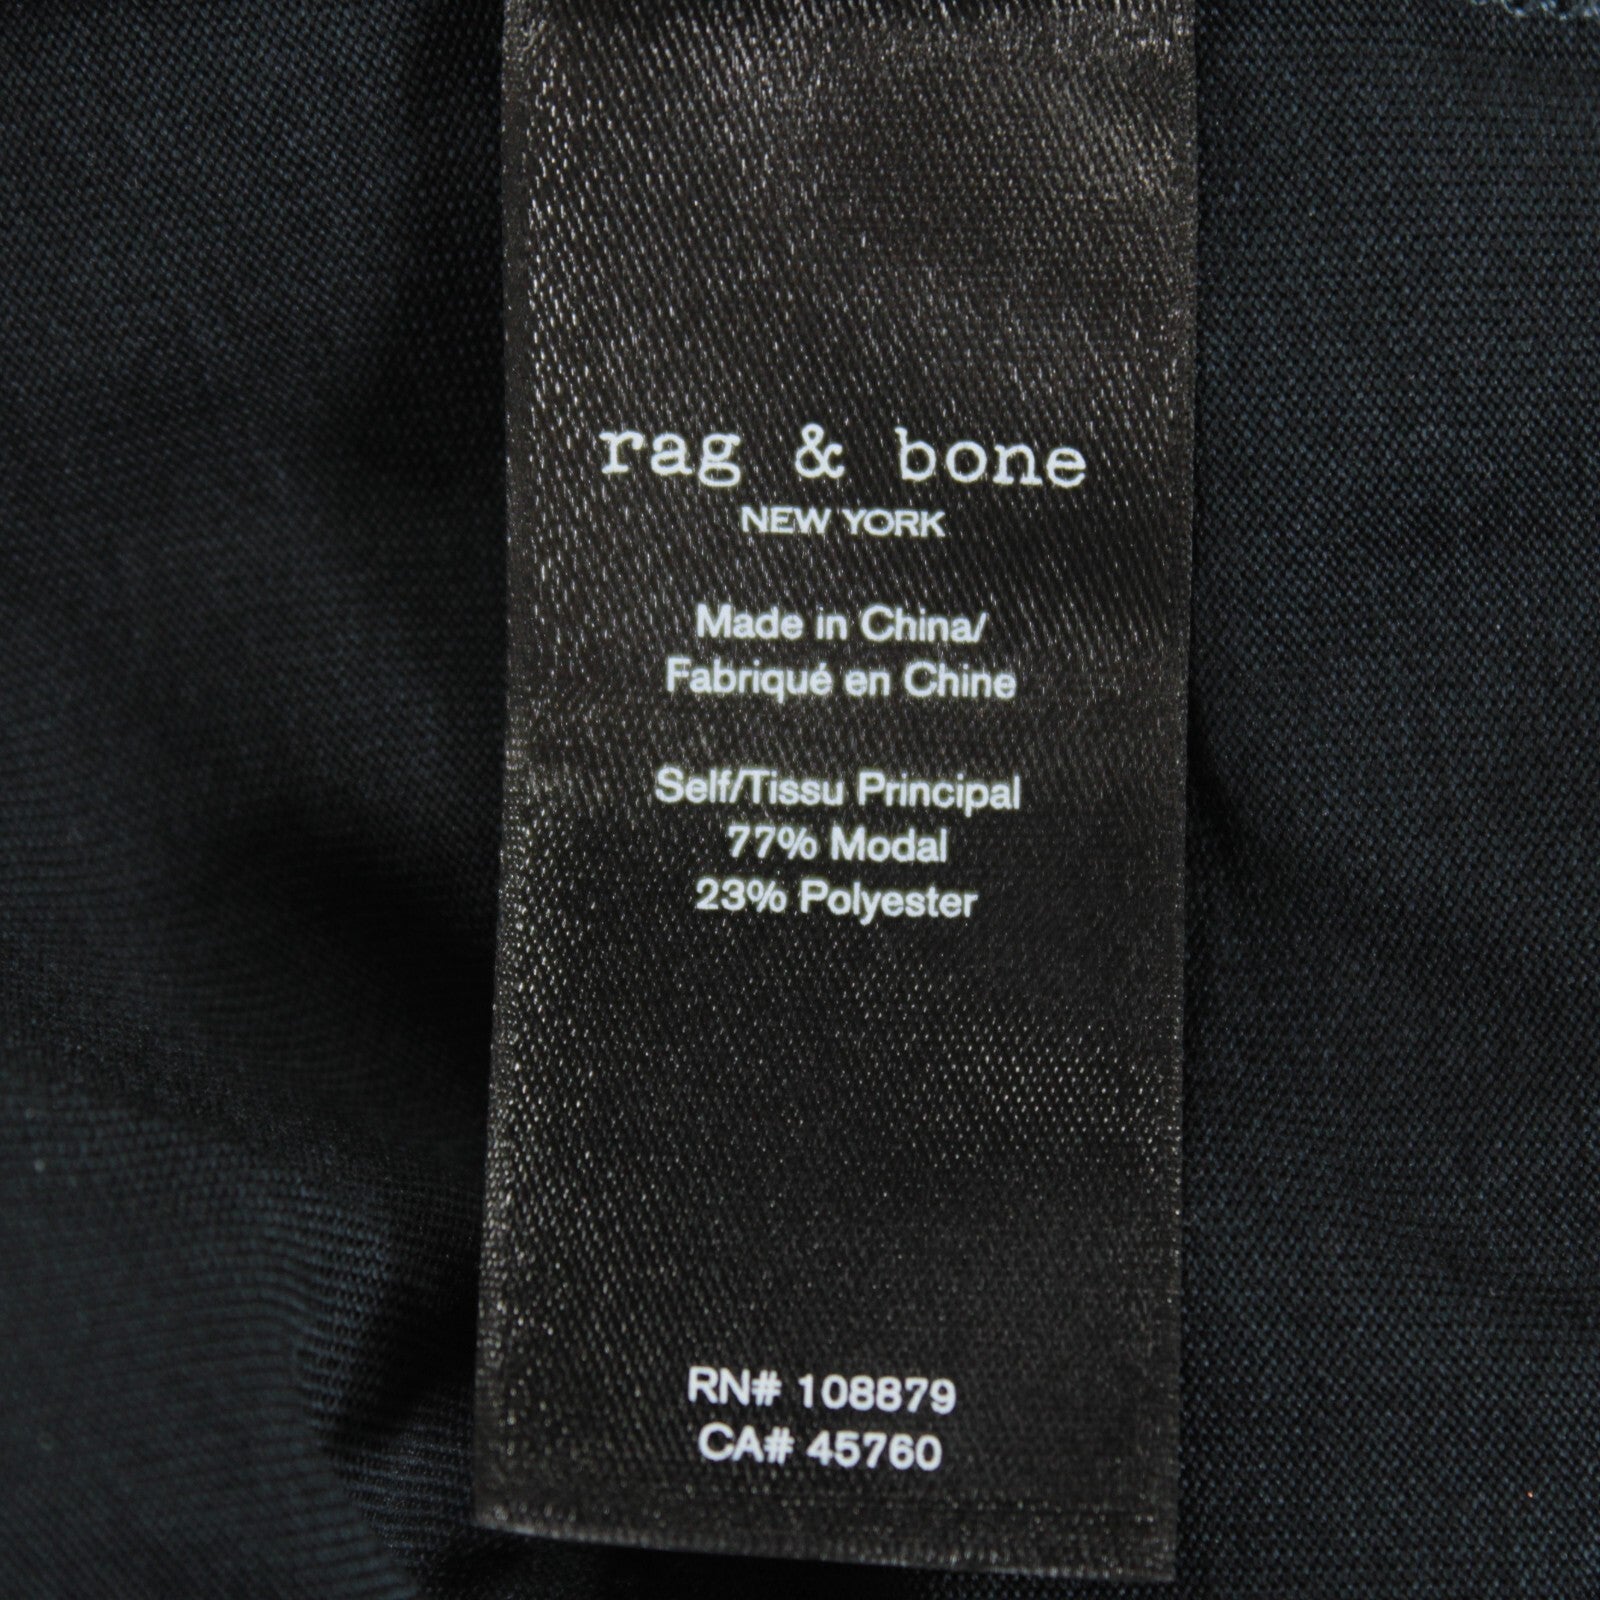 rag & bone
NEW YORK
Made in China/
Fabriqué en Chine
Self/Tissu Principal
77% Modal
23% Polyester
RN# 108879
CA# 45760